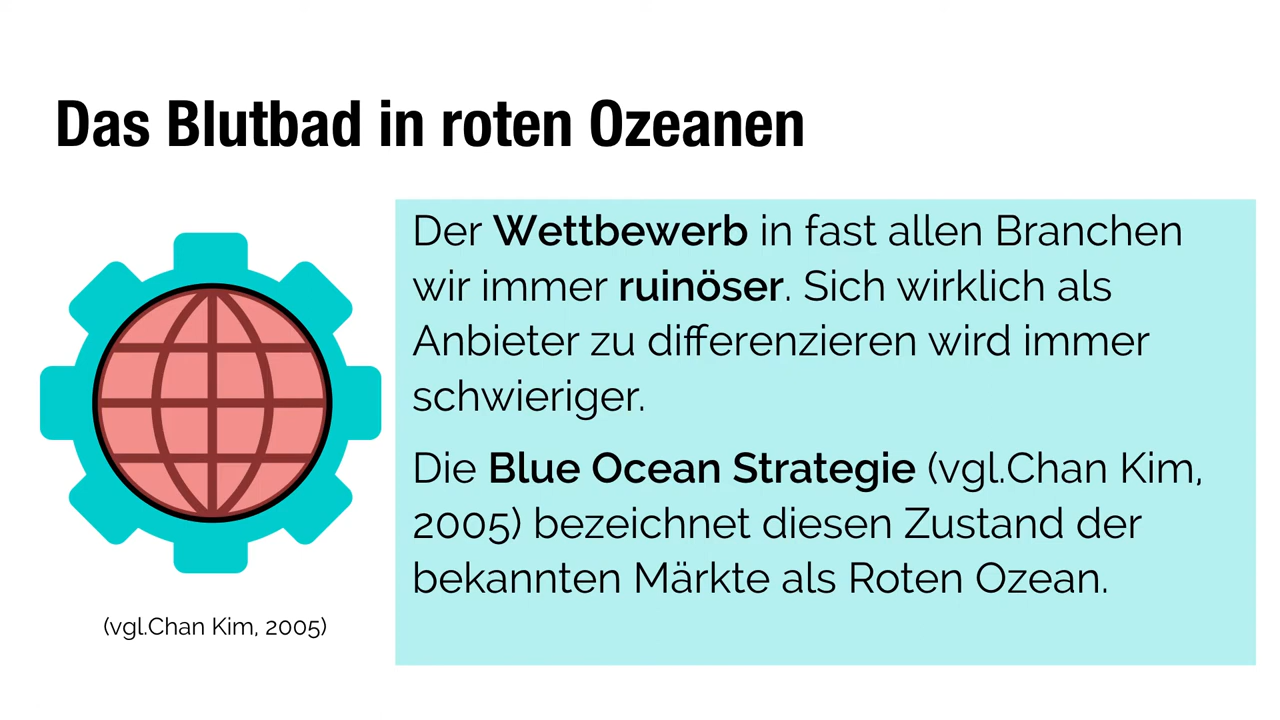 Das Blutbad in roten Ozeanen
Der Wettbewerb in fast allen Branchen
wir immer ruinöser. Sich wirklich als
Anbieter zu differenzieren wird immer
schwieriger.
Die Blue Ocean Strategie (vgl.Chan Kim,
2005) bezeichnet diesen Zustand der
bekannten Märkte als Roten Ozean.
(vgl.Chan Kim, 2005)